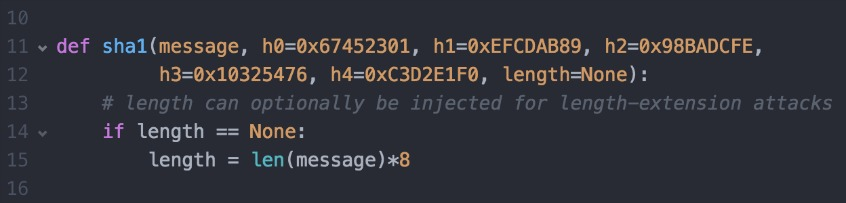 10
11 def sha1(message, h0=0x67452301, h1=0xEFCDAB89, h2=0x98BADCFE,
12 h3=0x10325476, h4=0xC3D2E1F0, length=None):
13 # length can optionally be injected for length-extension attacks
14 if length == None:
15 length = len(message)*8
16